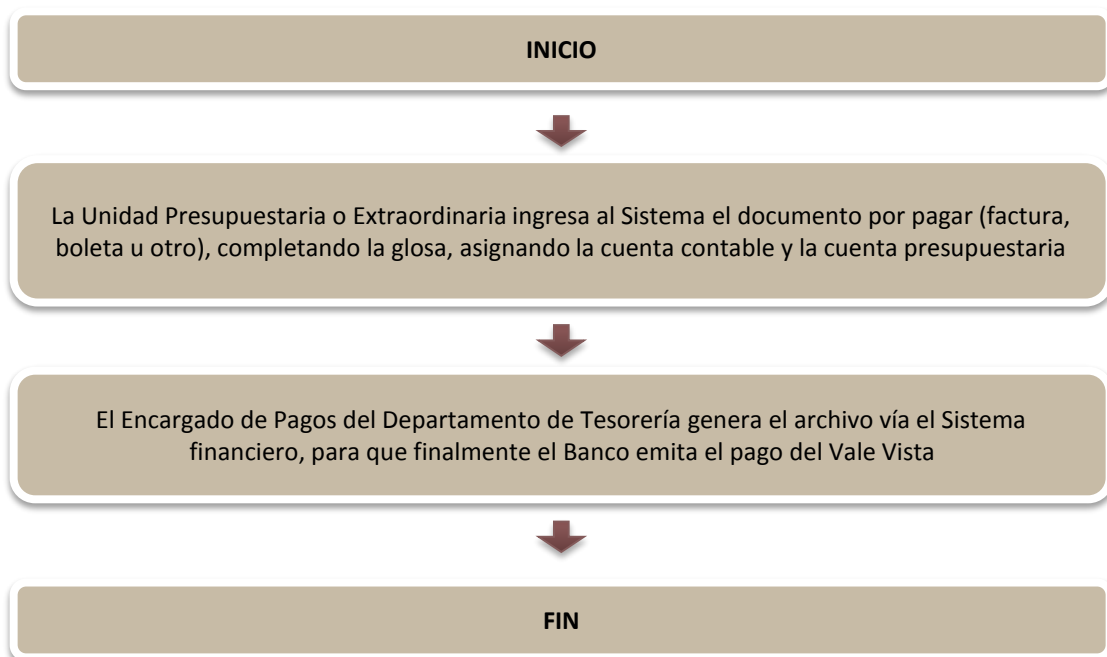 INICIO
La Unidad Presupuestaria o Extraordinaria ingresa al Sistema el documento por pagar (factura,
boleta u otro), completando la glosa, asignando la cuenta contable y la cuenta presupuestaria
El Encargado de Pagos del Departamento de Tesorería genera el archivo vía el Sistema
financiero, para que finalmente el Banco emita el pago del Vale Vista
FIN